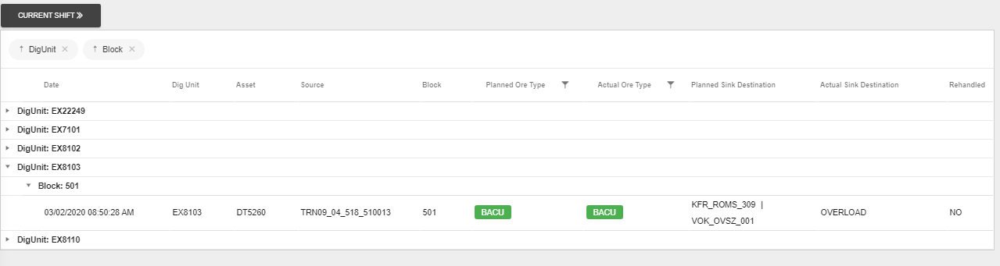 CURRENT SHIFT
DigUnit Block
Date Dig Unit Asset Source Block Planned Ore Type Actual Ore Type Planned Sink Destination Actual Sink Destination Rehandled
DigUnit: EX22249
DigUnit: EX7101
DigUnit: EX8102
DigUnit: EX8103
Block: 501
03/02/2020 08:50:28 AM EX8103 DT5260 TRN09_04_518_510013 501 BACU BACU KFR_ROMS_309 | OVERLOAD NO
VOK_OVSZ_001
DigUnit: EX8110